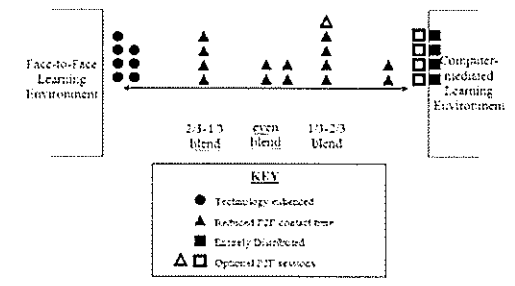 Face-to-Face
Learning
Environment
Computer-
mediated
Learning
Environment
2/3-1/3
blend
even
blend
1/3-2/3
blend
KEY
Technology enhanced
Reduced F2F contact time
Entirely Distributed
Optional F2F sessions